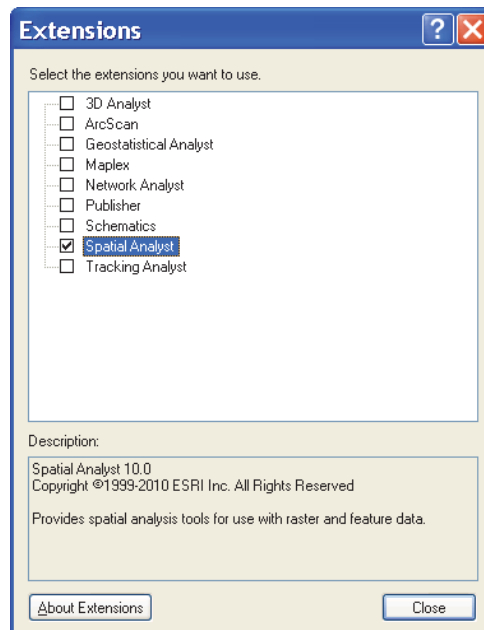 Extensions
Select the extensions you want to use.
3D Analyst
ArcScan
Geostatistical Analyst
Maplex
Network Analyst
Publisher
Schematics
Spatial Analyst
Tracking Analyst
Description:
Spatial Analyst 10.0
Copyright ©1999-2010 ESRI Inc. All Rights Reserved
Provides spatial analysis tools for use with raster and feature data.
About Extensions
Close